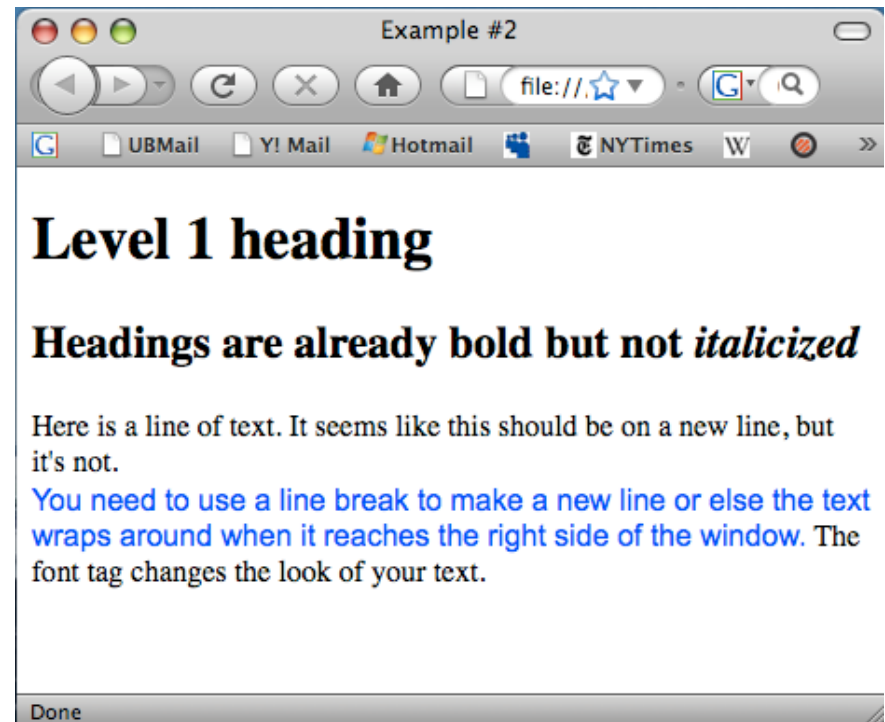 Example #2
file://
G
G
UBMail
Y! Mail
Hotmail
T
NYTimes
W
»
Level 1 heading
Headings are already bold but not italicized
Here is a line of text. It seems like this should be on a new line, but
it's not.
You need to use a line break to make a new line or else the text
wraps around when it reaches the right side of the window. The
font tag changes the look of your text.
Done